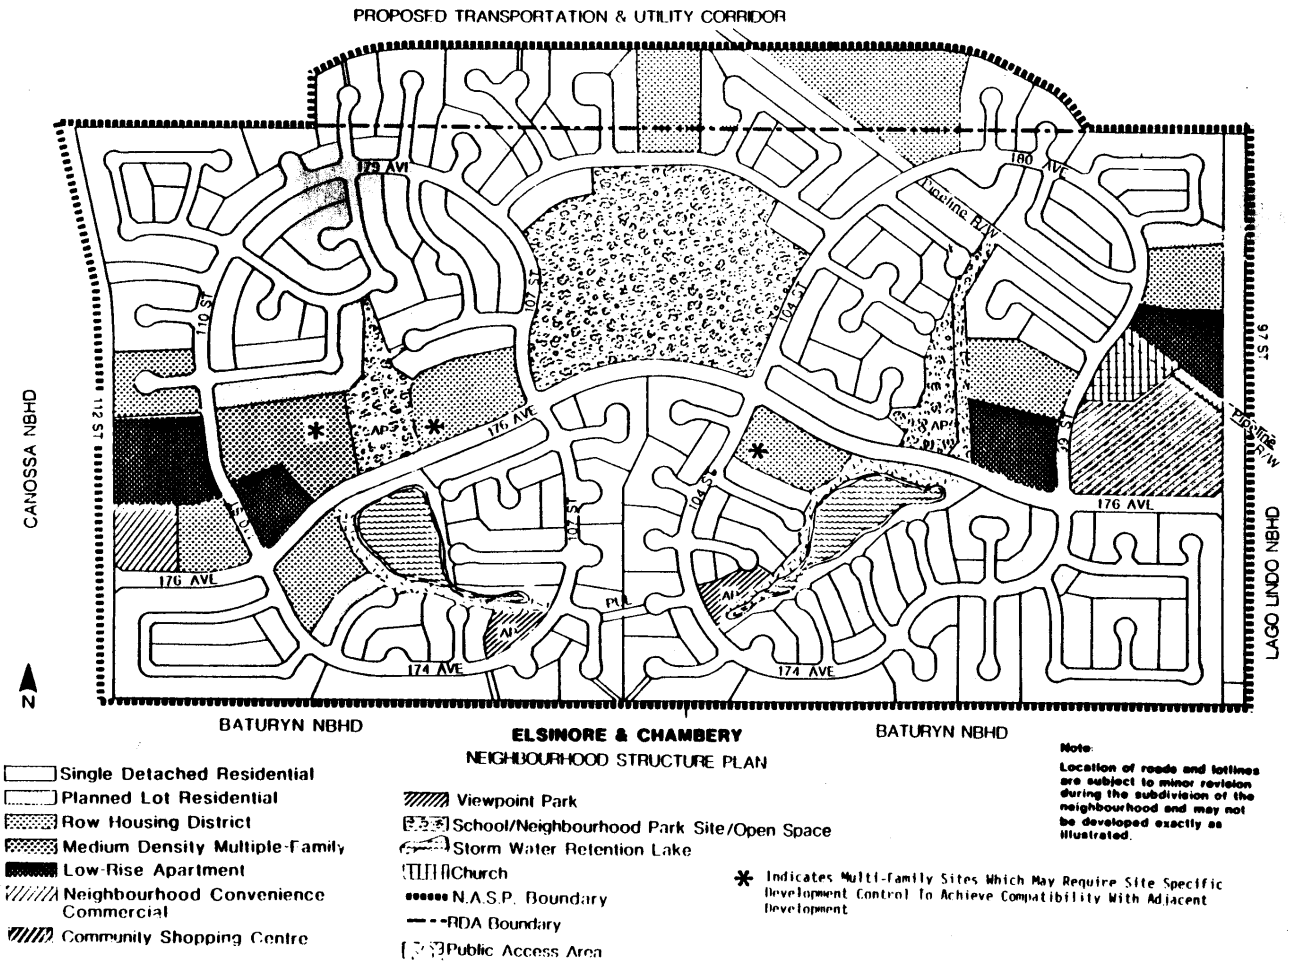 PROPOSED TRANSPORTATION & UTILITY CORRIDOR
179 AVE
180 AVE
Pipeline R/W
110 ST
107 ST
104 ST
97 ST
CANOSSA NBHD
112 ST
AP
176 AVE
AP
Pipeline R/W
104 ST
107 ST
176 AVE
LAGO LINDO NBHD
176 AVE
PUL
AP
AP
174 AVE
174 AVE
N
BATURYN NBHD
ELSINORE & CHAMBERY
BATURYN NBHD
NEIGHBOURHOOD STRUCTURE PLAN
Single Detached Residential
Planned Lot Residential
Row Housing District
Medium Density Multiple-Family
Low-Rise Apartment
Neighbourhood Convenience
Commercial
Community Shopping Centre
Viewpoint Park
School/Neighbourhood Park Site/Open Space
Storm Water Retention Lake
Church
N.A.S.P. Boundary
RDA Boundary
Public Access Area
Note:
Location of roads and lotlines
are subject to minor revision
during the subdivision of the
neighbourhood and may not
be developed exactly as
illustrated.
* Indicates Multi-Family Sites Which May Require Site Specific
Development Control To Achieve Compatibility With Adjacent
Development